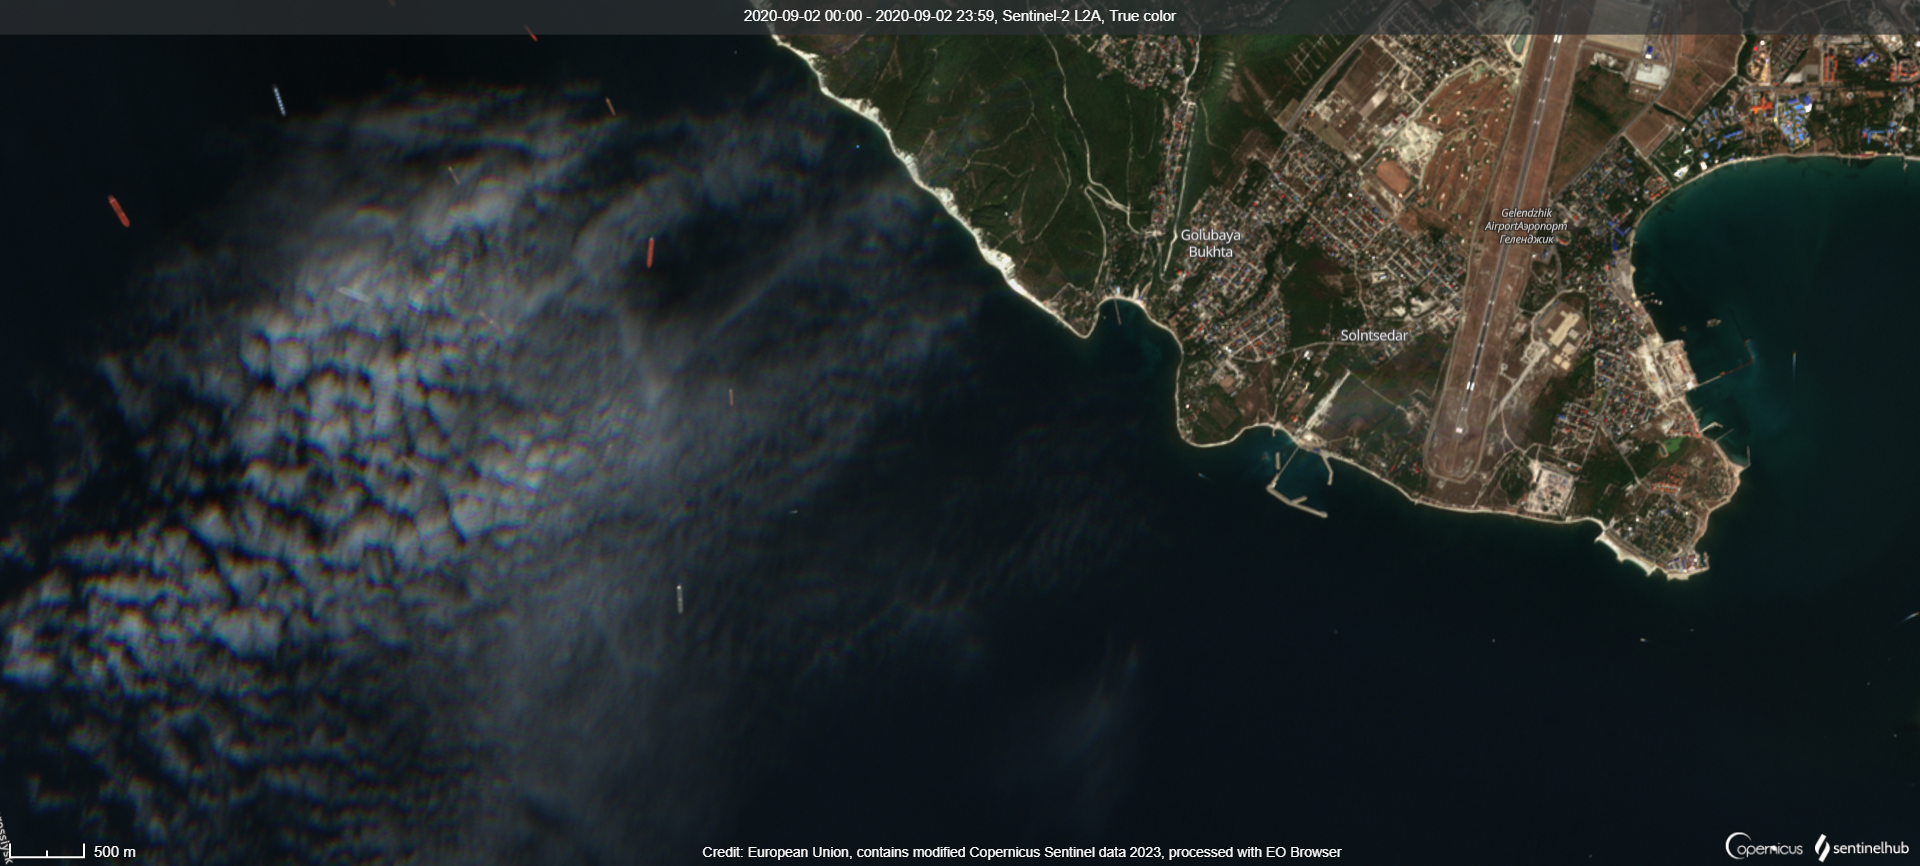 2020-09-02 00:00 - 2020-09-02 23:59, Sentinel-2 L2A, True color
Gelendzhik
AirportАэропорт
Геленджик
Golubaya
Bukhta
Solntsedar
500 m
Credit: European Union, contains modified Copernicus Sentinel data 2023, processed with EO Browser
Copernicus
sentinelhub